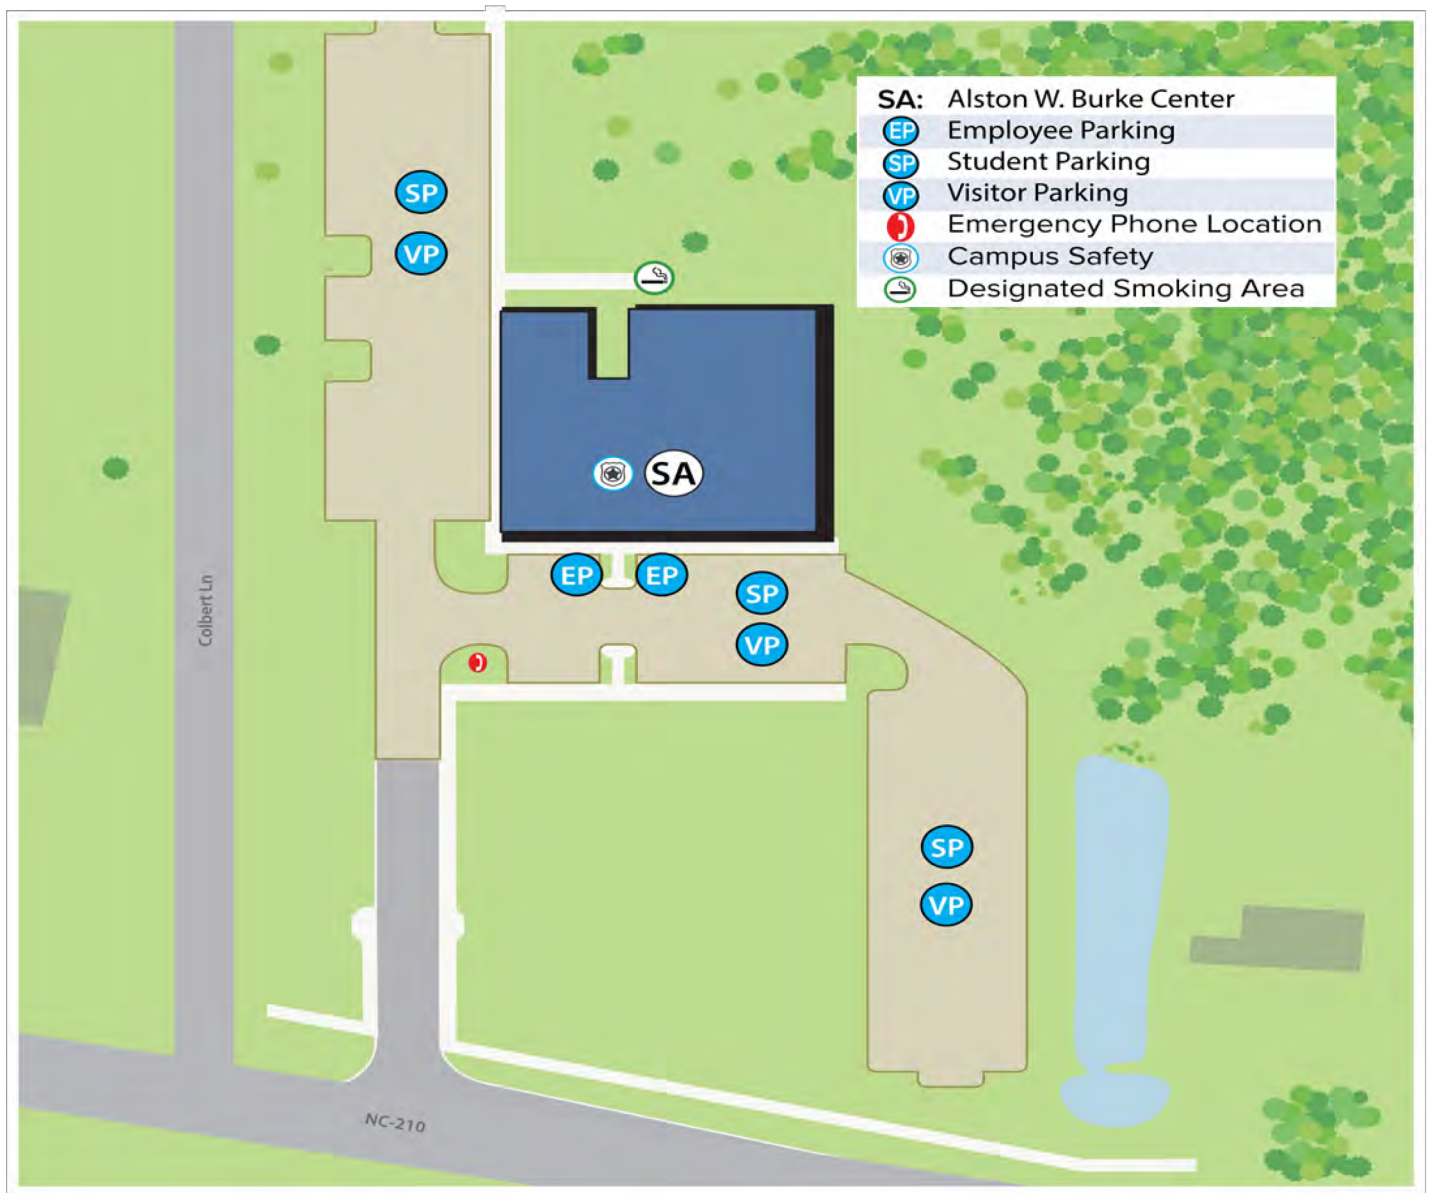 SA: Alston W. Burke Center
EP Employee Parking
SP Student Parking
VP Visitor Parking
Emergency Phone Location
Campus Safety
Designated Smoking Area
SP
VP
SA
EP
EP
SP
VP
Colbert Ln
SP
VP
NC-210